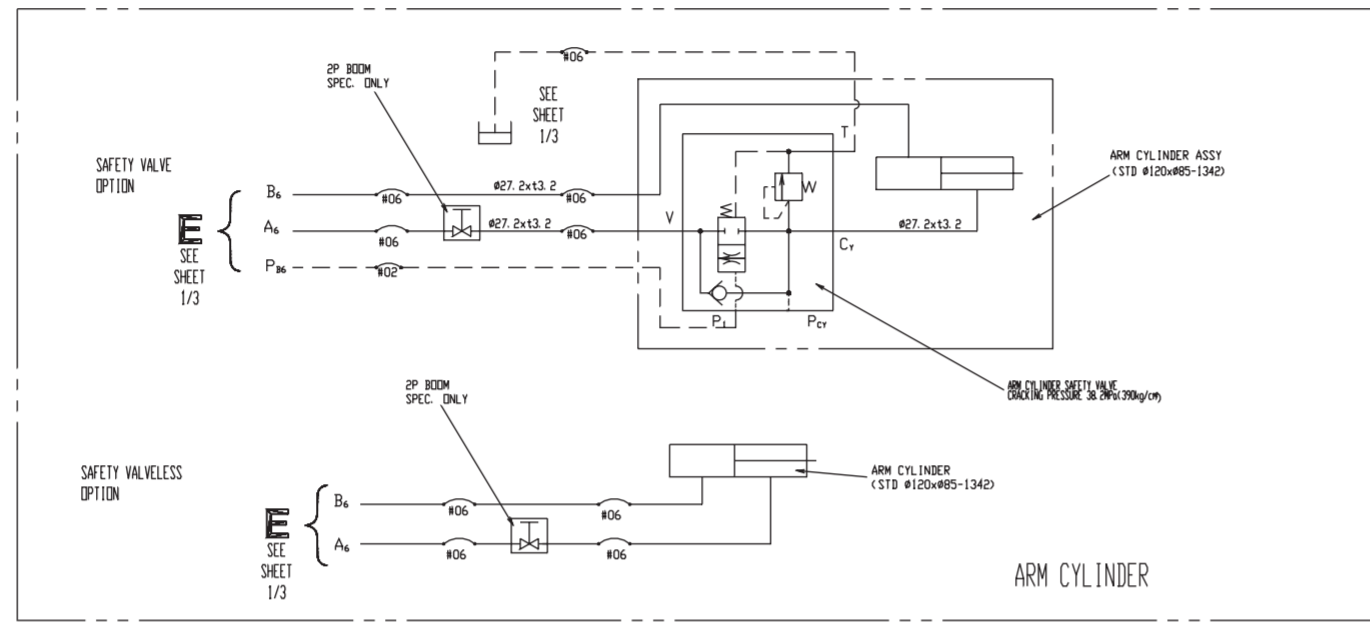 #06
2P BOOM
SPEC. ONLY
SEE
SHEET
1/3
T
ARM CYLINDER ASSY
(STD Ø120xØ85-1342)
SAFETY VALVE
OPTION
B6
#06
Ø27.2xt3.2
#06
W
E
SEE
SHEET
1/3
A6
#06
Ø27.2xt3.2
#06
V
W
Ø27.2xt3.2
CY
PB6
#02
P1
PCY
ARM CYLINDER SAFETY VALVE
CRACKING PRESSURE 38.2MPa(390kg/cm²)
2P BOOM
SPEC. ONLY
SAFETY VALVELESS
OPTION
ARM CYLINDER
(STD Ø120xØ85-1342)
E
SEE
SHEET
1/3
B6
#06
#06
A6
#06
#06
ARM CYLINDER